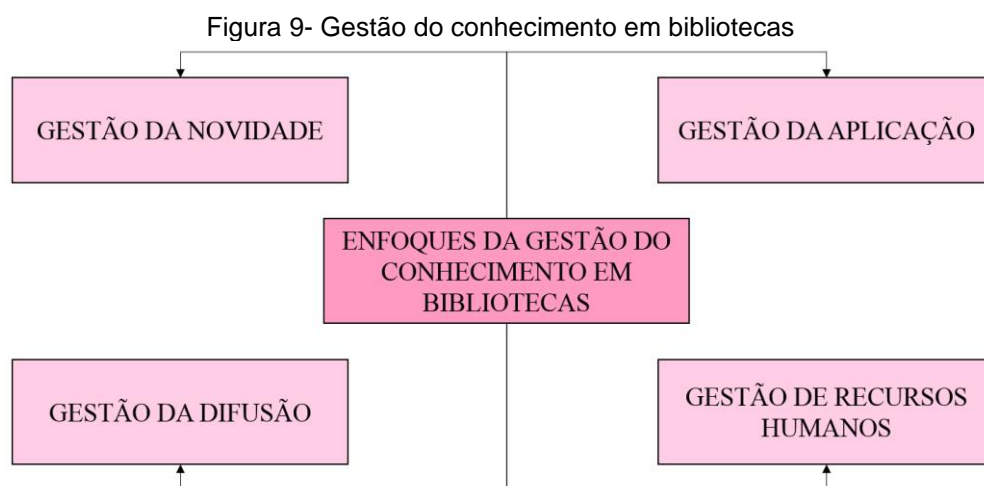 Figura 9- Gestão do conhecimento em bibliotecas
GESTÃO DA NOVIDADE
GESTÃO DA APLICAÇÃO
ENFOQUES DA GESTÃO DO
CONHECIMENTO EM
BIBLIOTECAS
GESTÃO DA DIFUSÃO
GESTÃO DE RECURSOS
HUMANOS